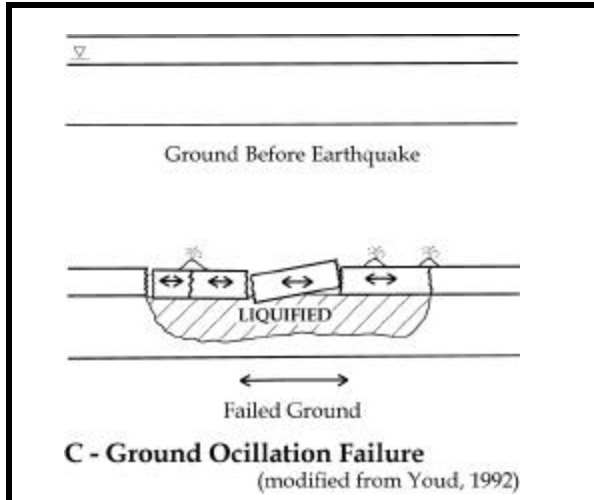 Ground Before Earthquake
LIQUIFIED
Failed Ground
C - Ground Ocillation Failure
(modified from Youd, 1992)